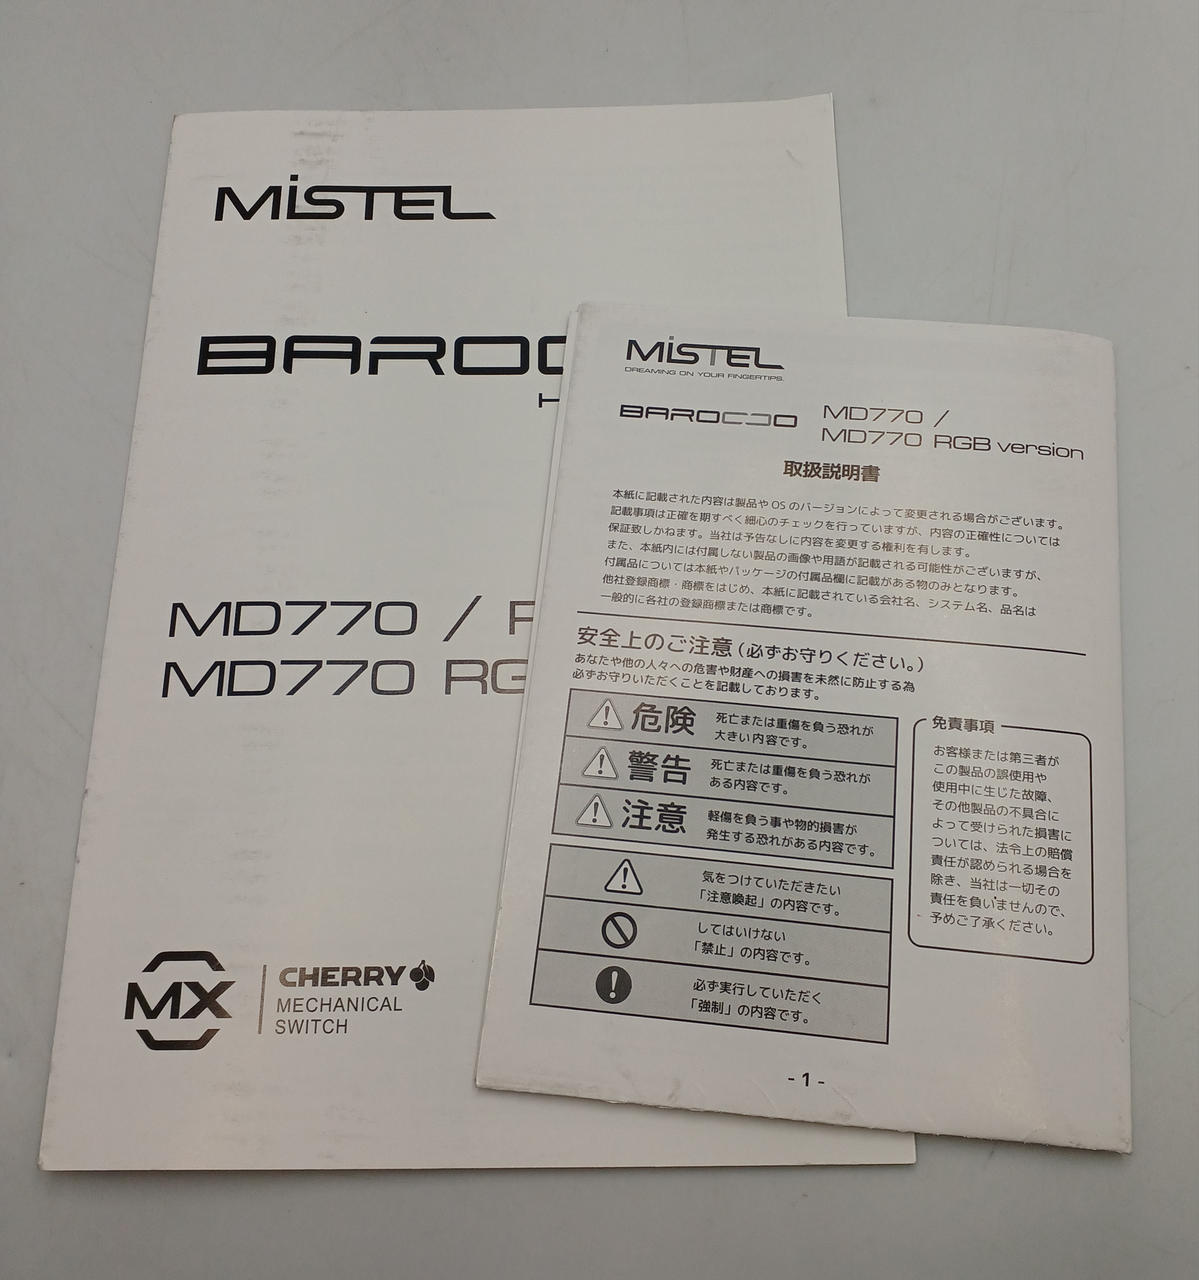 MiSTEL
BAROC
MD770 /
MD770 RG
MX
CHERRY
MECHANICAL
SWITCH
MiSTEL
DREAMING ON YOUR FINGERTIPS.
BAROCCO
MD770 /
MD770 RGB version
取扱説明書
本紙に記載された内容は製品や OS のバージョンによって変更される場合がございます。
記載事項は正確を期すべく細心のチェックを行っていますが、内容の正確性については
保証致しかねます。当社は予告なしに内容を変更する権利を有します。
また、本紙内には付属しない製品の画像や用語が記載される可能性がございますが、
付属品については本紙やパッケージの付属品欄に記載がある物のみとなります。
他社登録商標・商標をはじめ、本紙に記載されている会社名、システム名、品名は
一般的に各社の登録商標または商標です。
安全上のご注意(必ずお守りください。)
あなたや他の人々への危害や財産への損害を未然に防止する為
必ずお守りいただくことを記載しております。
危険
死亡または重傷を負う恐れが
大きい内容です。
警告
死亡または重傷を負う恐れが
ある内容です。
注意
軽傷を負う事や物的損害が
発生する恐れがある内容です。
気をつけていただきたい
「注意喚起」の内容です。
してはいけない
「禁止」の内容です。
必ず実行していただく
「強制」の内容です。
免責事項
お客様または第三者が
この製品の誤使用や
使用中に生じた故障、
その他製品の不具合に
よって受けられた損害に
ついては、法令上の賠償
責任が認められる場合を
除き、当社は一切その
責任を負いませんので、
予めご了承ください。
- 1 -